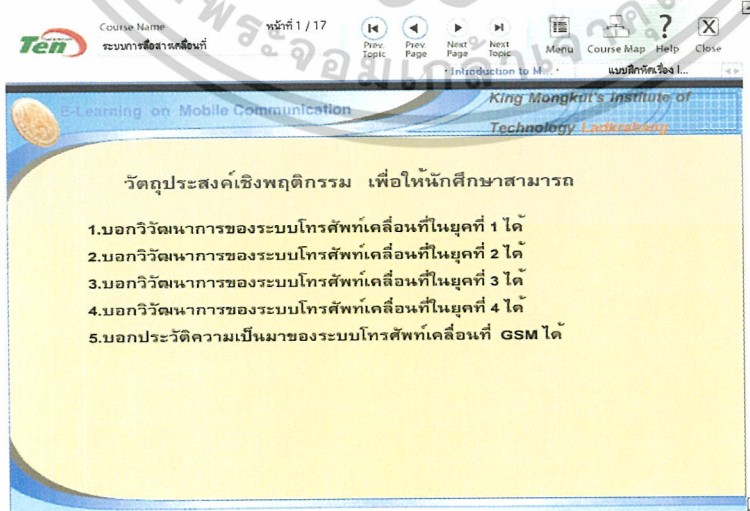 Ten
Course Name
ระบบการสื่อสารเคลื่อนที่
หน้าที่ 1 / 17
Prev. Topic
Prev. Page
Next Page
Next Topic
Menu
Course Map
Help
Close
Introduction to M...
แบบฝึกหัดเรื่อง I...
E-Learning on Mobile Communication
King Mongkut's Institute of
Technology Ladkrabang
วัตถุประสงค์เชิงพฤติกรรม เพื่อให้นักศึกษาสามารถ
1.บอกวิวัฒนาการของระบบโทรศัพท์เคลื่อนที่ในยุคที่ 1 ได้
2.บอกวิวัฒนาการของระบบโทรศัพท์เคลื่อนที่ในยุคที่ 2 ได้
3.บอกวิวัฒนาการของระบบโทรศัพท์เคลื่อนที่ในยุคที่ 3 ได้
4.บอกวิวัฒนาการของระบบโทรศัพท์เคลื่อนที่ในยุคที่ 4 ได้
5.บอกประวัติความเป็นมาของระบบโทรศัพท์เคลื่อนที่ GSM ได้